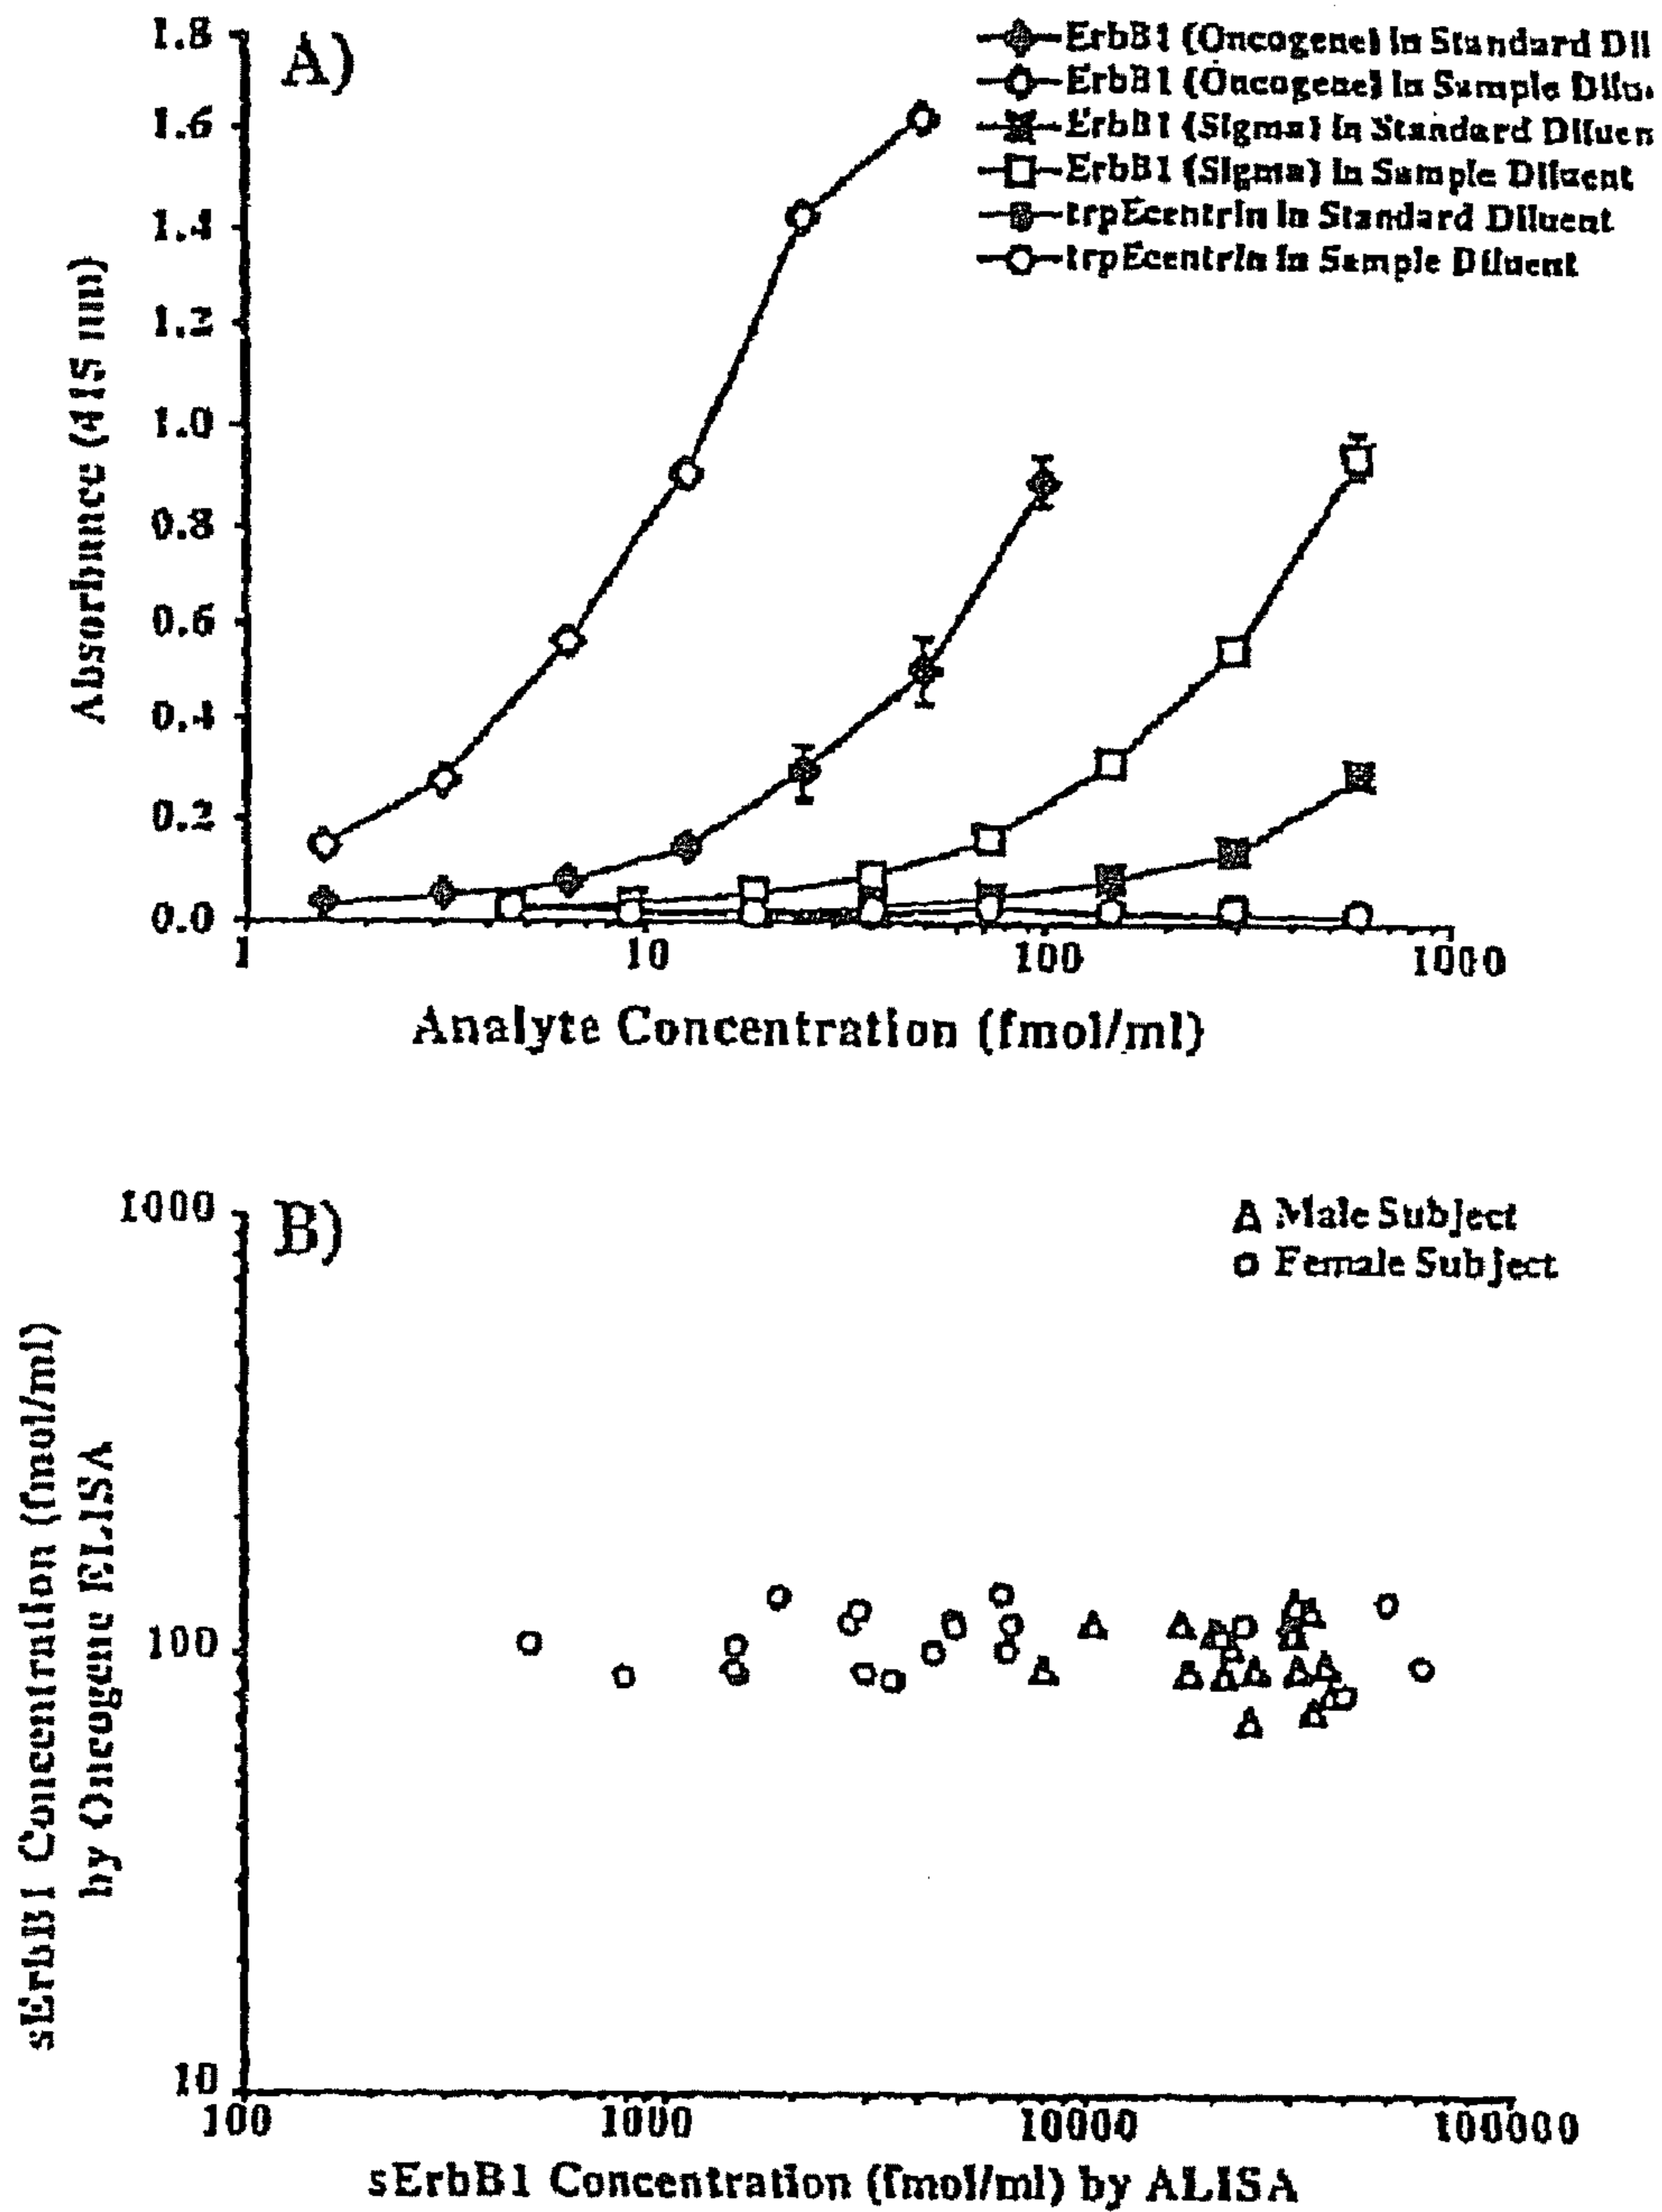 A)
ErbB1 (Oncogene) in Standard Dil
ErbB1 (Oncogene) in Sample Dilu
ErbB1 (Sigma) in Standard Diluen
ErbB1 (Sigma) in Sample Diluent
trpEcentrin in Standard Diluent
trpEcentrin in Sample Diluent
1.8
1.6
1.4
1.2
1.0
0.8
0.6
0.4
0.2
0.0
Absorbance (415 nm)
1 10 100 1000
Analyte Concentration (fmol/ml)
B)
Male Subject
Female Subject
1000
100
10
sErbB1 Concentration (fmol/ml)
by Oncogene ELISA
100 1000 10000 100000
sErbB1 Concentration (fmol/ml) by ALISA